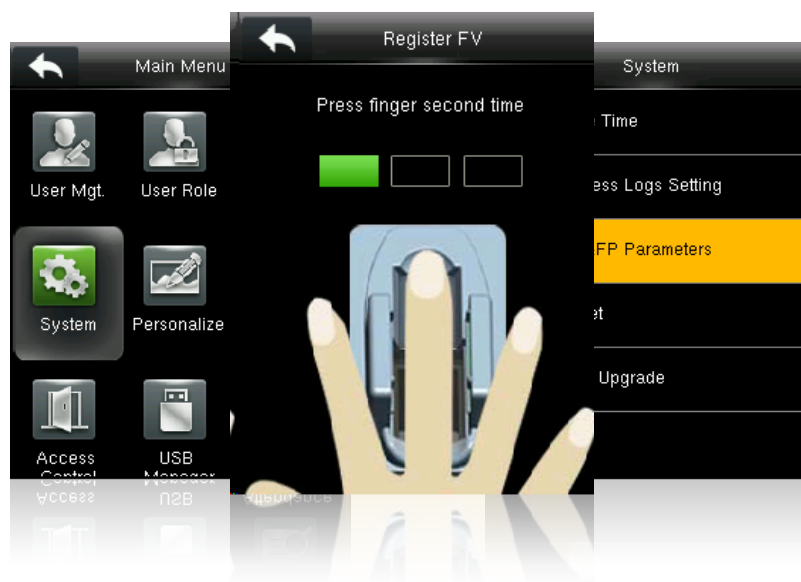 Main Menu
User Mgt.
User Role
System
Personalize
Access
Control
USB
Manager
Register FV
Press finger second time
System
Time
ess Logs Setting
FP Parameters
et
Upgrade